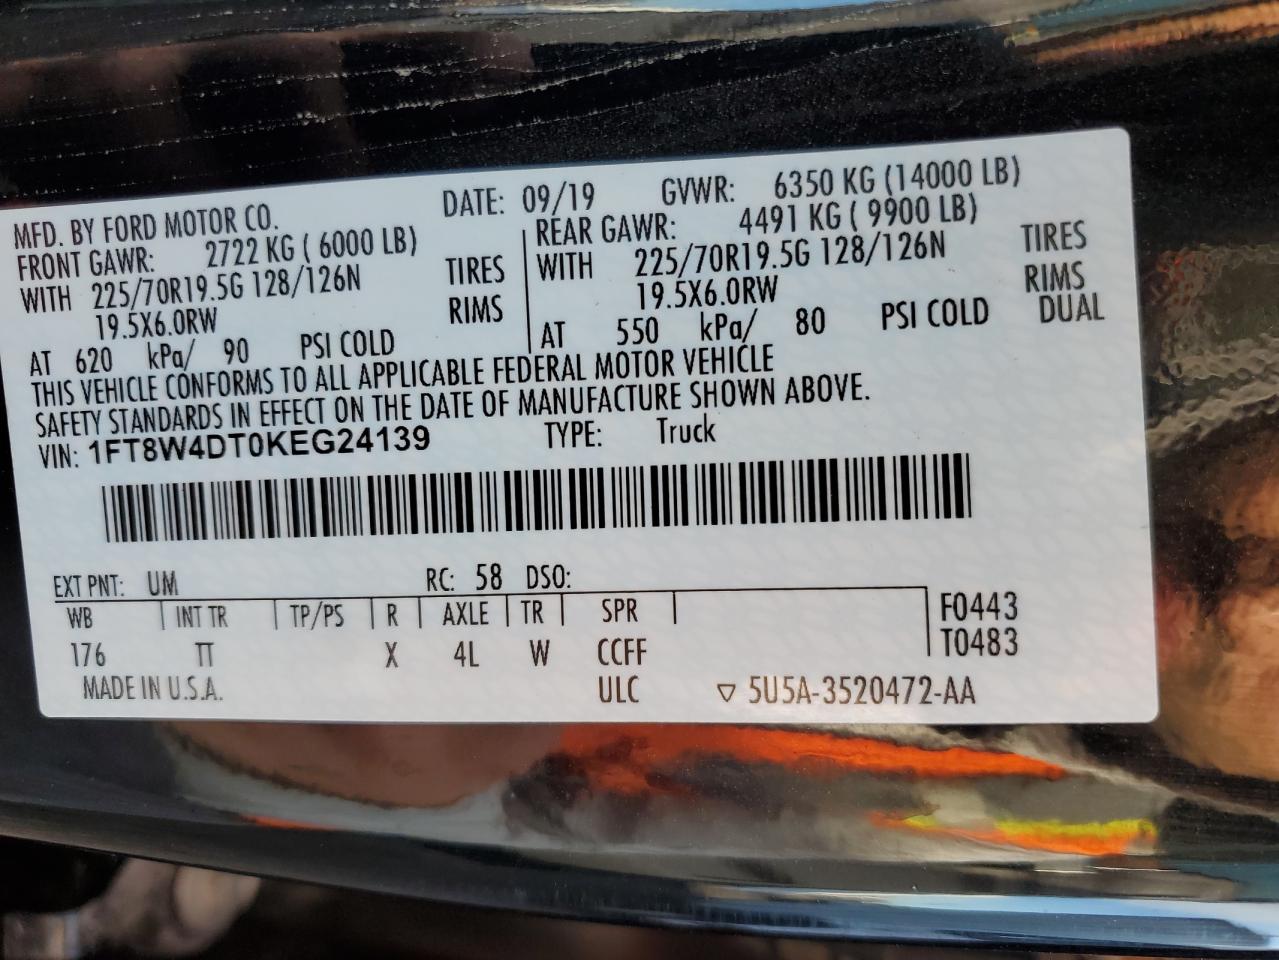 MFD. BY FORD MOTOR CO. DATE: 09/19 GVWR: 6350 KG (14000 LB)
FRONT GAWR: 2722 KG ( 6000 LB) REAR GAWR: 4491 KG ( 9900 LB)
WITH 225/70R19.5G 128/126N TIRES WITH 225/70R19.5G 128/126N TIRES
19.5X6.0RW RIMS 19.5X6.0RW RIMS
AT 620 kPa/ 90 PSI COLD AT 550 kPa/ 80 PSI COLD DUAL
THIS VEHICLE CONFORMS TO ALL APPLICABLE FEDERAL MOTOR VEHICLE
SAFETY STANDARDS IN EFFECT ON THE DATE OF MANUFACTURE SHOWN ABOVE.
VIN: 1FT8W4DT0KEG24139 TYPE: Truck
EXT PNT: UM RC: 58 DSO:
WB INT TR TP/PS R AXLE TR SPR F0443
176 TT X 4L W CCFF T0483
MADE IN U.S.A. ULC ▽ 5U5A-3520472-AA